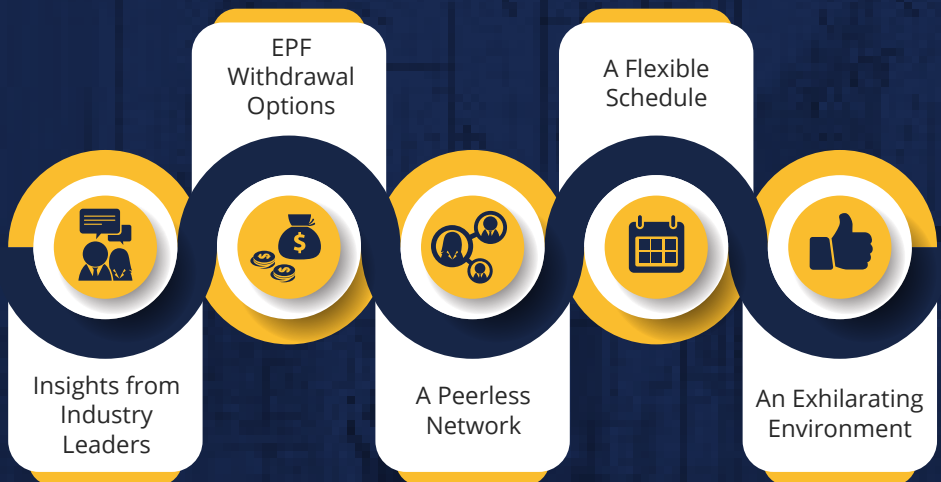 Insights from
Industry
Leaders
EPF
Withdrawal
Options
$
$
$
A Peerless
Network
A Flexible
Schedule
An Exhilarating
Environment